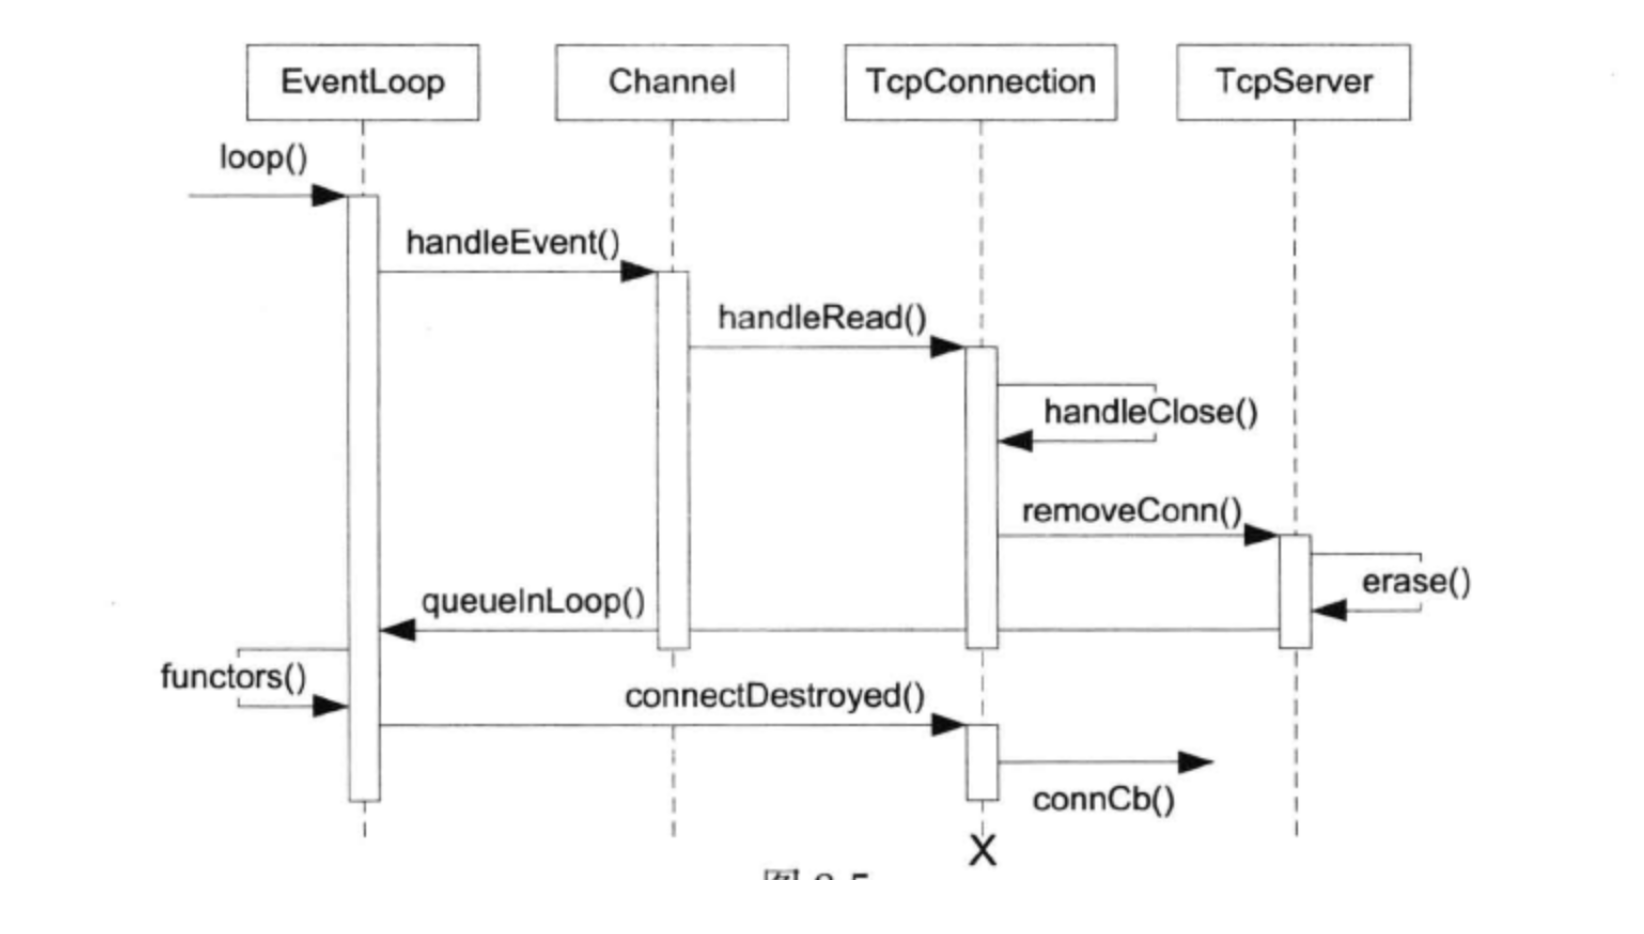 EventLoop
Channel
TcpConnection
TcpServer
loop()
handleEvent()
handleRead()
handleClose()
removeConn()
erase()
queueInLoop()
functors()
connectDestroyed()
connCb()
X